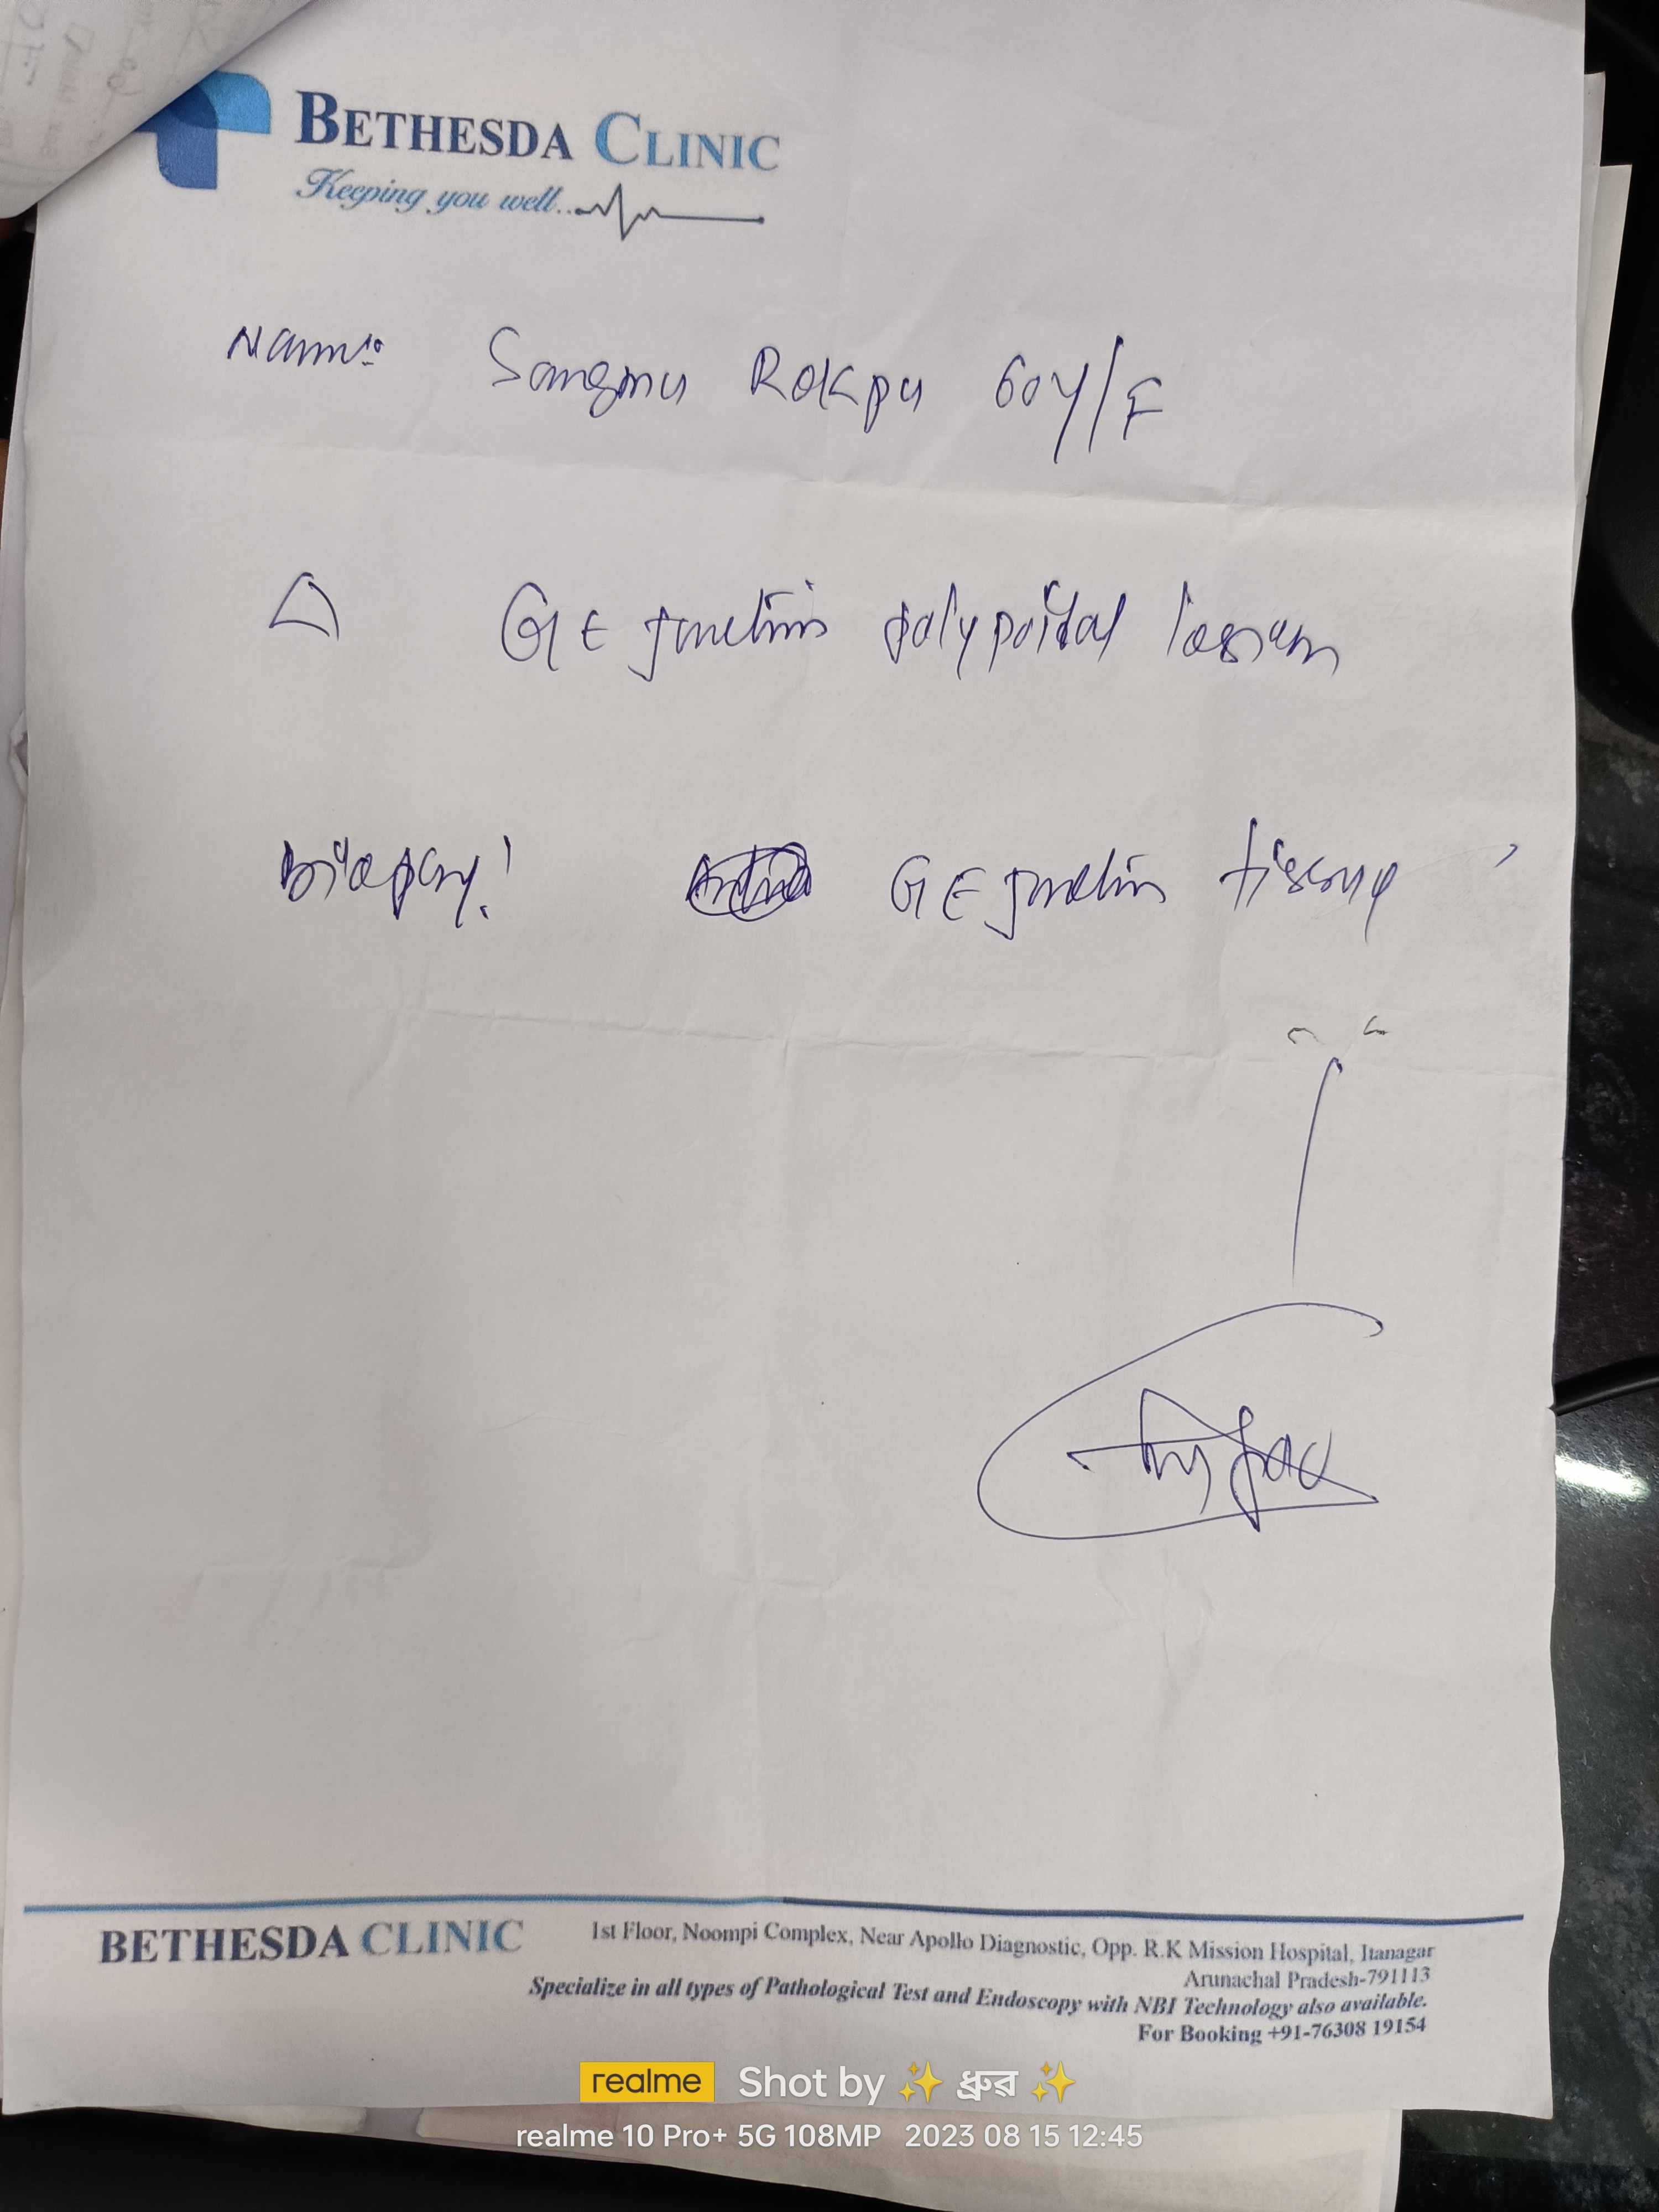 BETHESDA CLINIC
Keeping you well..
Name: Sangmu Rokpu 60Y/F
Δ GE junction polypoidal lesion
Biopsy: GE junction tissue
BETHESDA CLINIC
1st Floor, Noompi Complex, Near Apollo Diagnostic, Opp. R.K Mission Hospital, Itanagar
Arunachal Pradesh-791113
Specialize in all types of Pathological Test and Endoscopy with NBI Technology also available.
For Booking +91-76308 19154
realme Shot by ✨ ধ্ৰুৱ ✨
realme 10 Pro+ 5G 108MP 2023 08 15 12:45